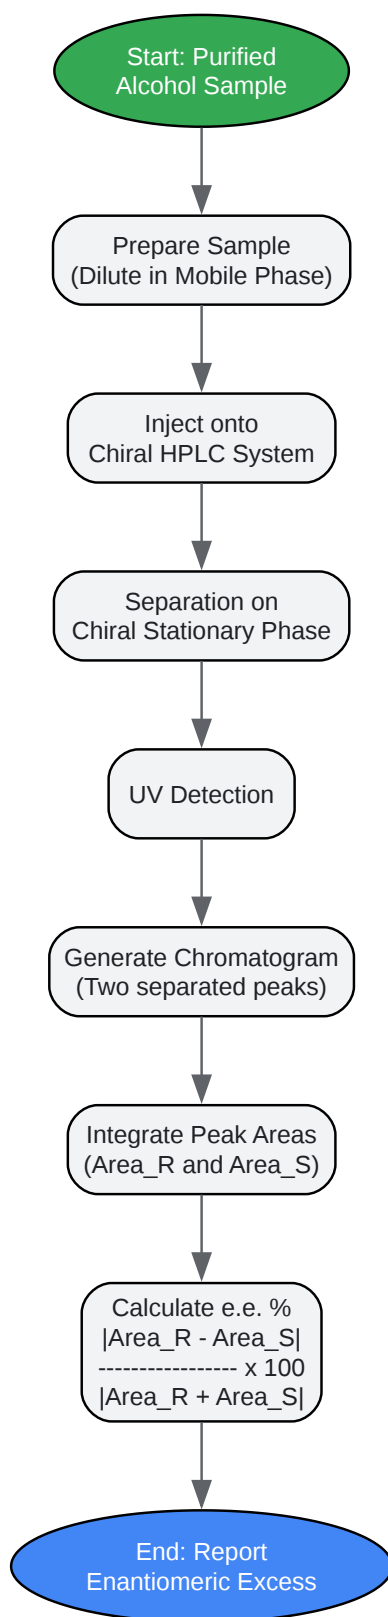 Start: Purified
Alcohol Sample
Prepare Sample
(Dilute in Mobile Phase)
Inject onto
Chiral HPLC System
Separation on
Chiral Stationary Phase
UV Detection
Generate Chromatogram
(Two separated peaks)
Integrate Peak Areas
(Area_R and Area_S)
Calculate e.e. %
|Area_R - Area_S|
----------------- x 100
|Area_R + Area_S|
End: Report
Enantiomeric Excess